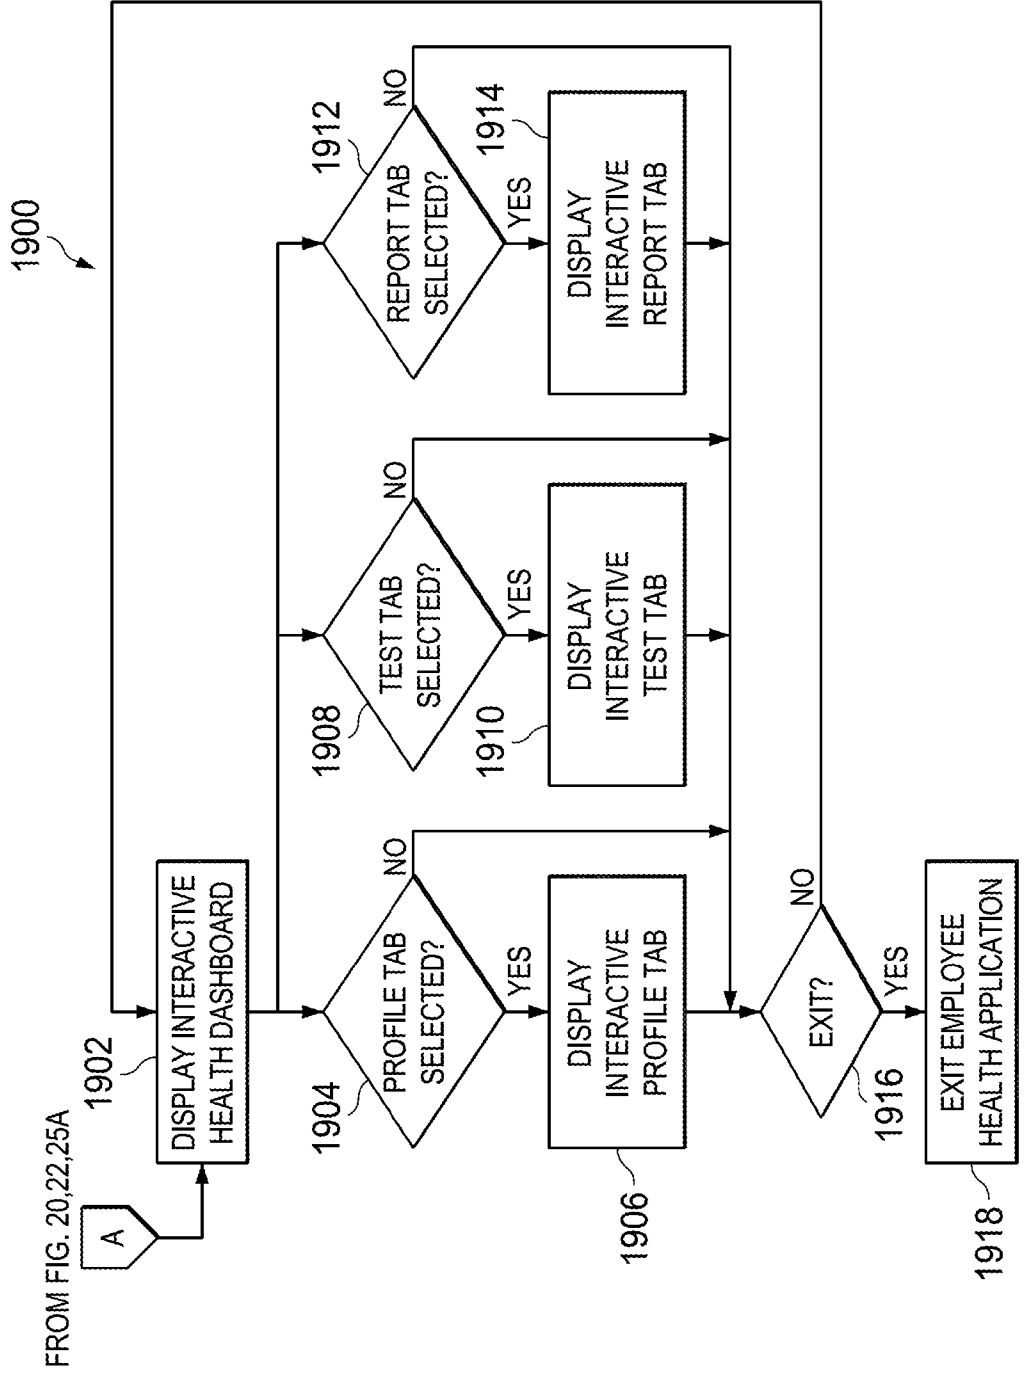 1900
FROM FIG. 20,22,25A
A
1902
DISPLAY INTERACTIVE
HEALTH DASHBOARD
1904
PROFILE TAB
SELECTED?
NO
YES
1906
DISPLAY
INTERACTIVE
PROFILE TAB
1908
TEST TAB
SELECTED?
NO
YES
1910
DISPLAY
INTERACTIVE
TEST TAB
1912
REPORT TAB
SELECTED?
NO
YES
1914
DISPLAY
INTERACTIVE
REPORT TAB
EXIT?
1916
NO
YES
EXIT EMPLOYEE
HEALTH APPLICATION
1918